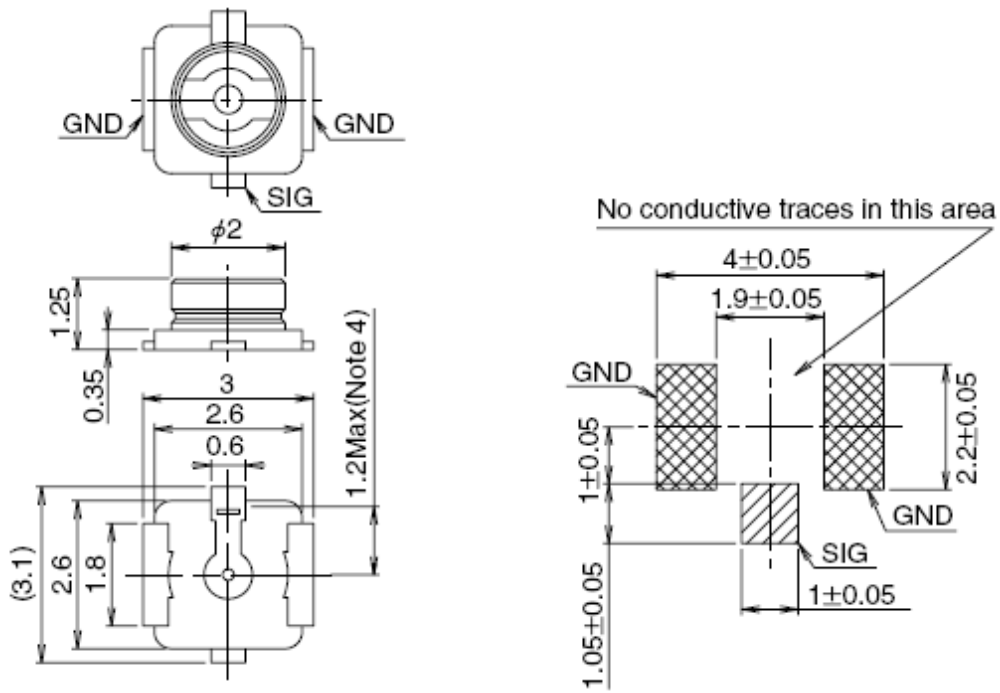 GND
GND
SIG
ϕ2
1.25
0.35
3
2.6
0.6
1.2Max(Note 4)
(3.1)
2.6
1.8
No conductive traces in this area
4±0.05
1.9±0.05
GND
1±0.05
2.2±0.05
GND
SIG
1.05±0.05
1±0.05